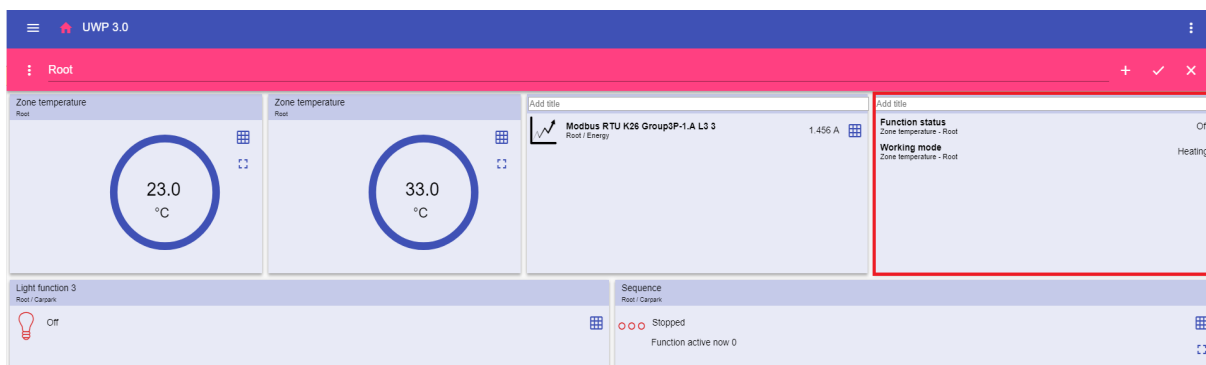 UWP 3.0
Root
Zone temperature
Root
23.0
°C
Zone temperature
Root
33.0
°C
Add title
Modbus RTU K26 Group3P-1.A L3 3
Root / Energy
1.456 A
Add title
Function status
Zone temperature - Root
Of
Working mode
Zone temperature - Root
Heating
Light function 3
Root / Carpark
Off
Sequence
Root / Carpark
Stopped
Function active now 0